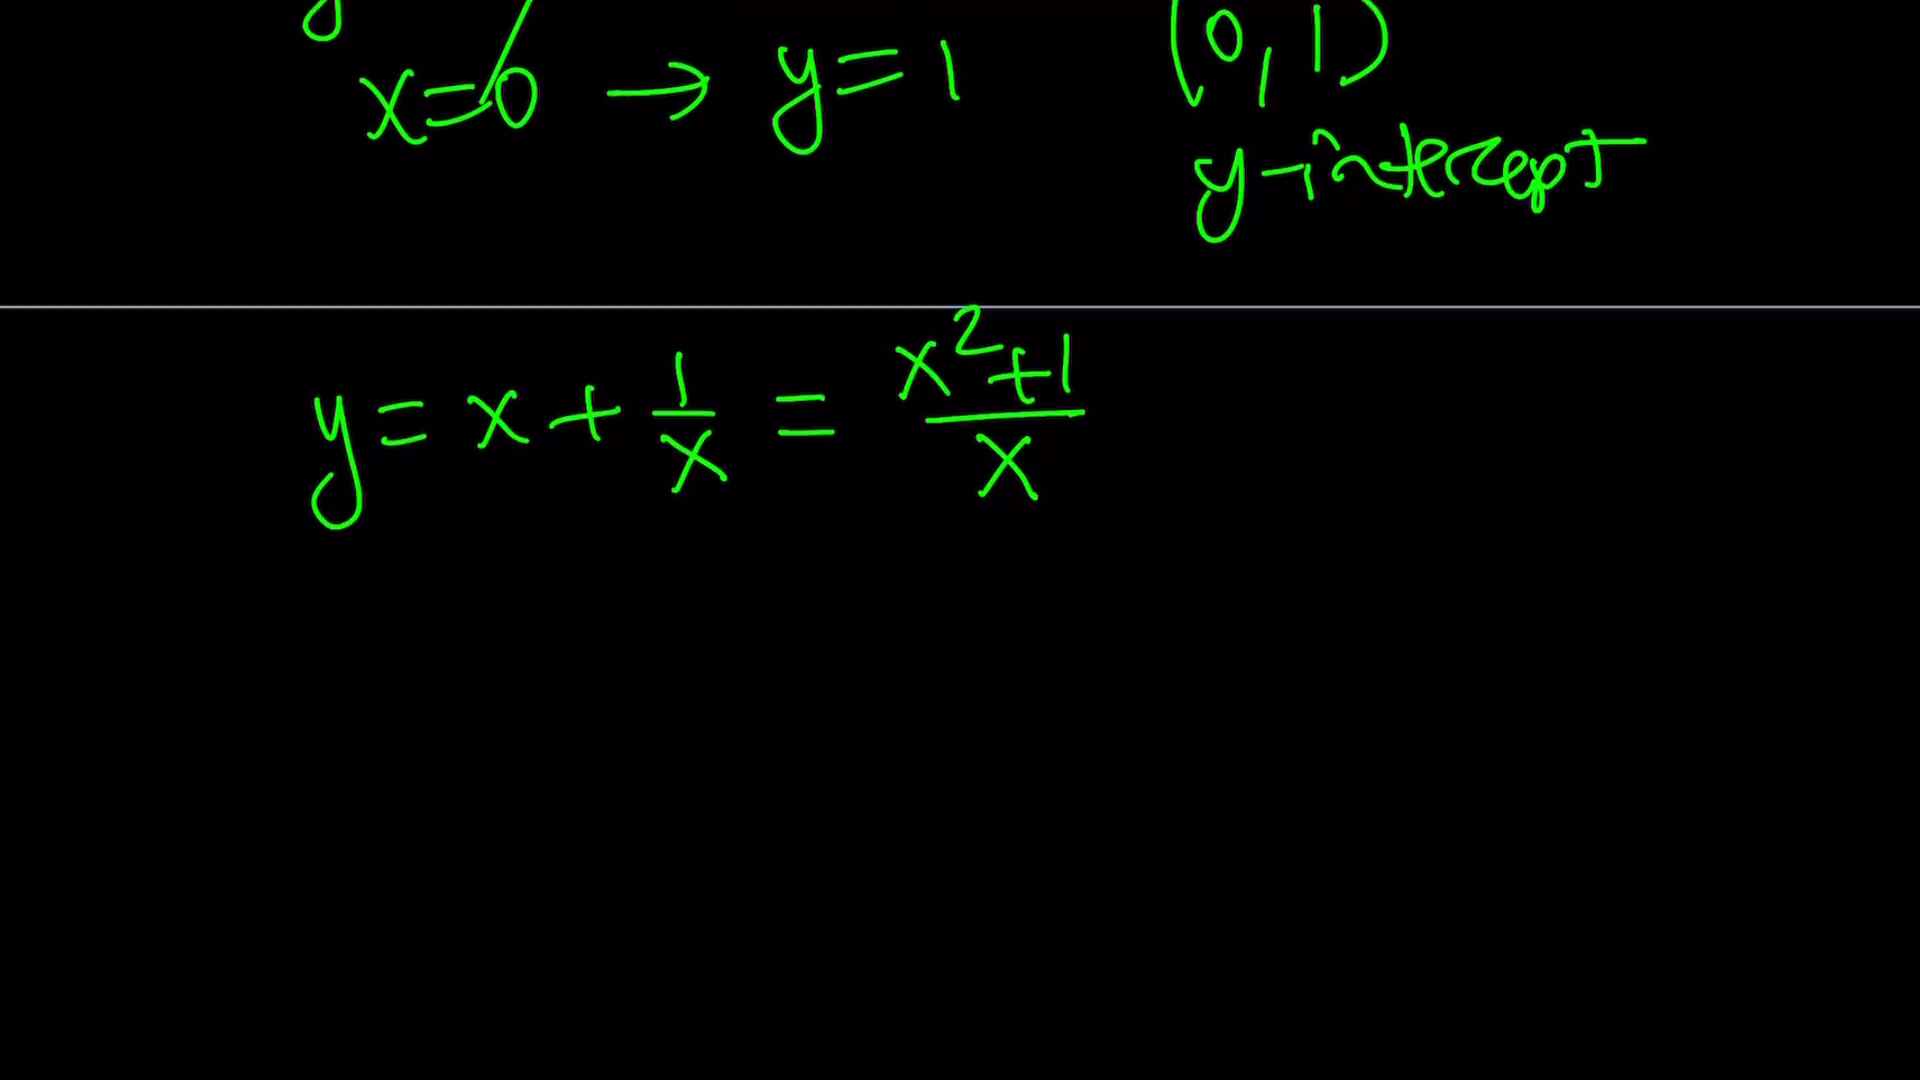 x=0 → y=1 (0,1)
y-intercept
y = x + 1/x = (x²+1)/x